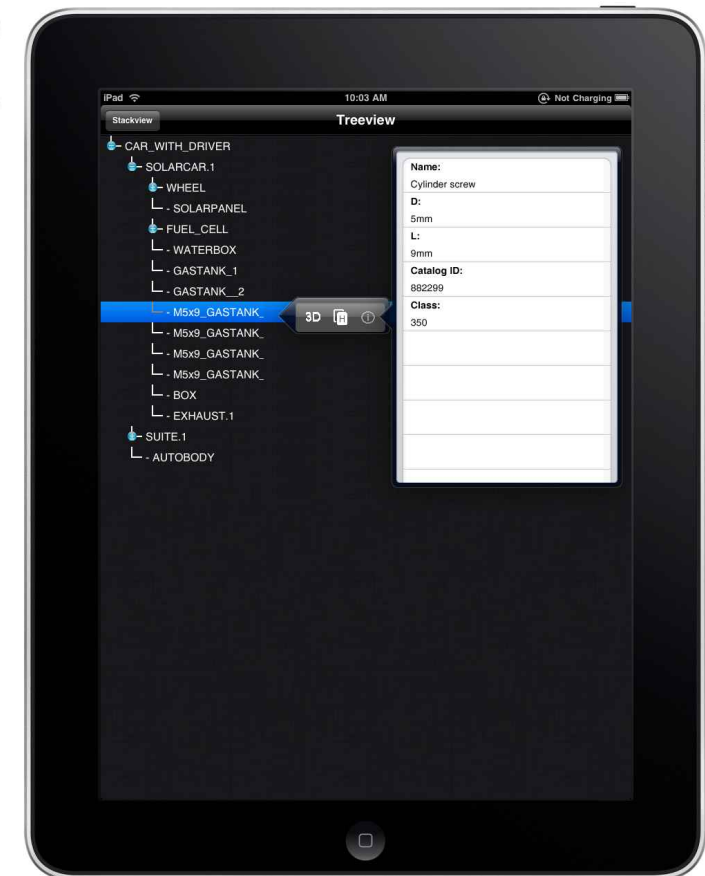 iPad 10:03 AM Not Charging
Stackview Treeview
CAR_WITH_DRIVER
SOLARCAR.1
WHEEL
- SOLARPANEL
FUEL_CELL
- WATERBOX
- GASTANK_1
- GASTANK__2
- M5x9_GASTANK_
- M5x9_GASTANK_
- M5x9_GASTANK_
- M5x9_GASTANK_
- BOX
- EXHAUST.1
SUITE.1
- AUTOBODY
3D H i
Name:
Cylinder screw
D:
5mm
L:
9mm
Catalog ID:
882299
Class:
350